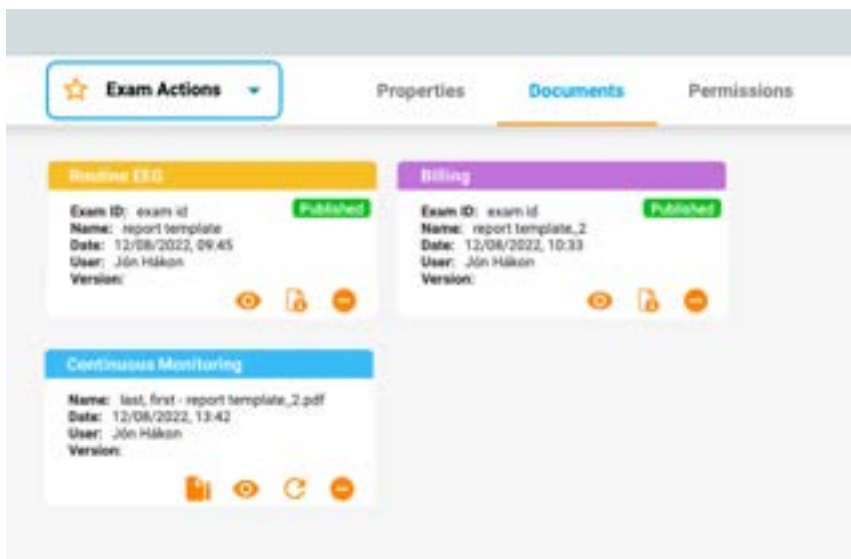 Exam Actions
Properties
Documents
Permissions
Routine EEG
Published
Exam ID: exam id
Name: report template
Date: 12/08/2022, 09:45
User: Jón Hákon
Version:
Billing
Published
Exam ID: exam id
Name: report template_2
Date: 12/08/2022, 10:33
User: Jón Hákon
Version:
Continuous Monitoring
Name: last, first - report template_2.pdf
Date: 12/08/2022, 13:42
User: Jón Hákon
Version: